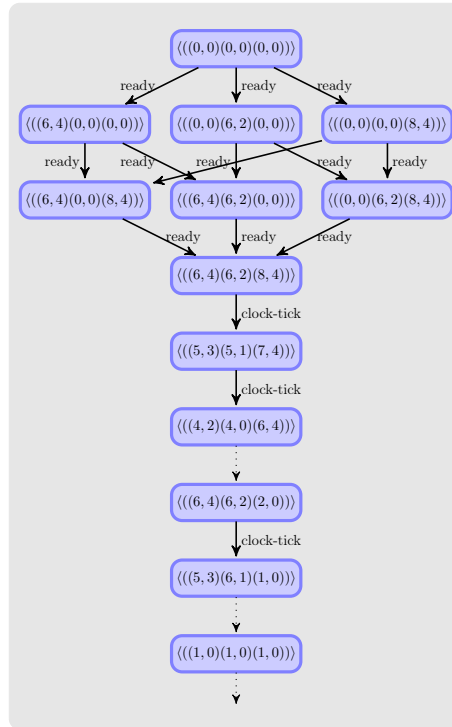 ⟨((0, 0)(0, 0)(0, 0))⟩
ready ready ready
⟨((6, 4)(0, 0)(0, 0))⟩ ⟨((0, 0)(6, 2)(0, 0))⟩ ⟨((0, 0)(0, 0)(8, 4))⟩
ready ready ready ready ready
⟨((6, 4)(0, 0)(8, 4))⟩ ⟨((6, 4)(6, 2)(0, 0))⟩ ⟨((0, 0)(6, 2)(8, 4))⟩
ready ready ready
⟨((6, 4)(6, 2)(8, 4))⟩
clock-tick
⟨((5, 3)(5, 1)(7, 4))⟩
clock-tick
⟨((4, 2)(4, 0)(6, 4))⟩
⟨((6, 4)(6, 2)(2, 0))⟩
clock-tick
⟨((5, 3)(6, 1)(1, 0))⟩
⟨((1, 0)(1, 0)(1, 0))⟩